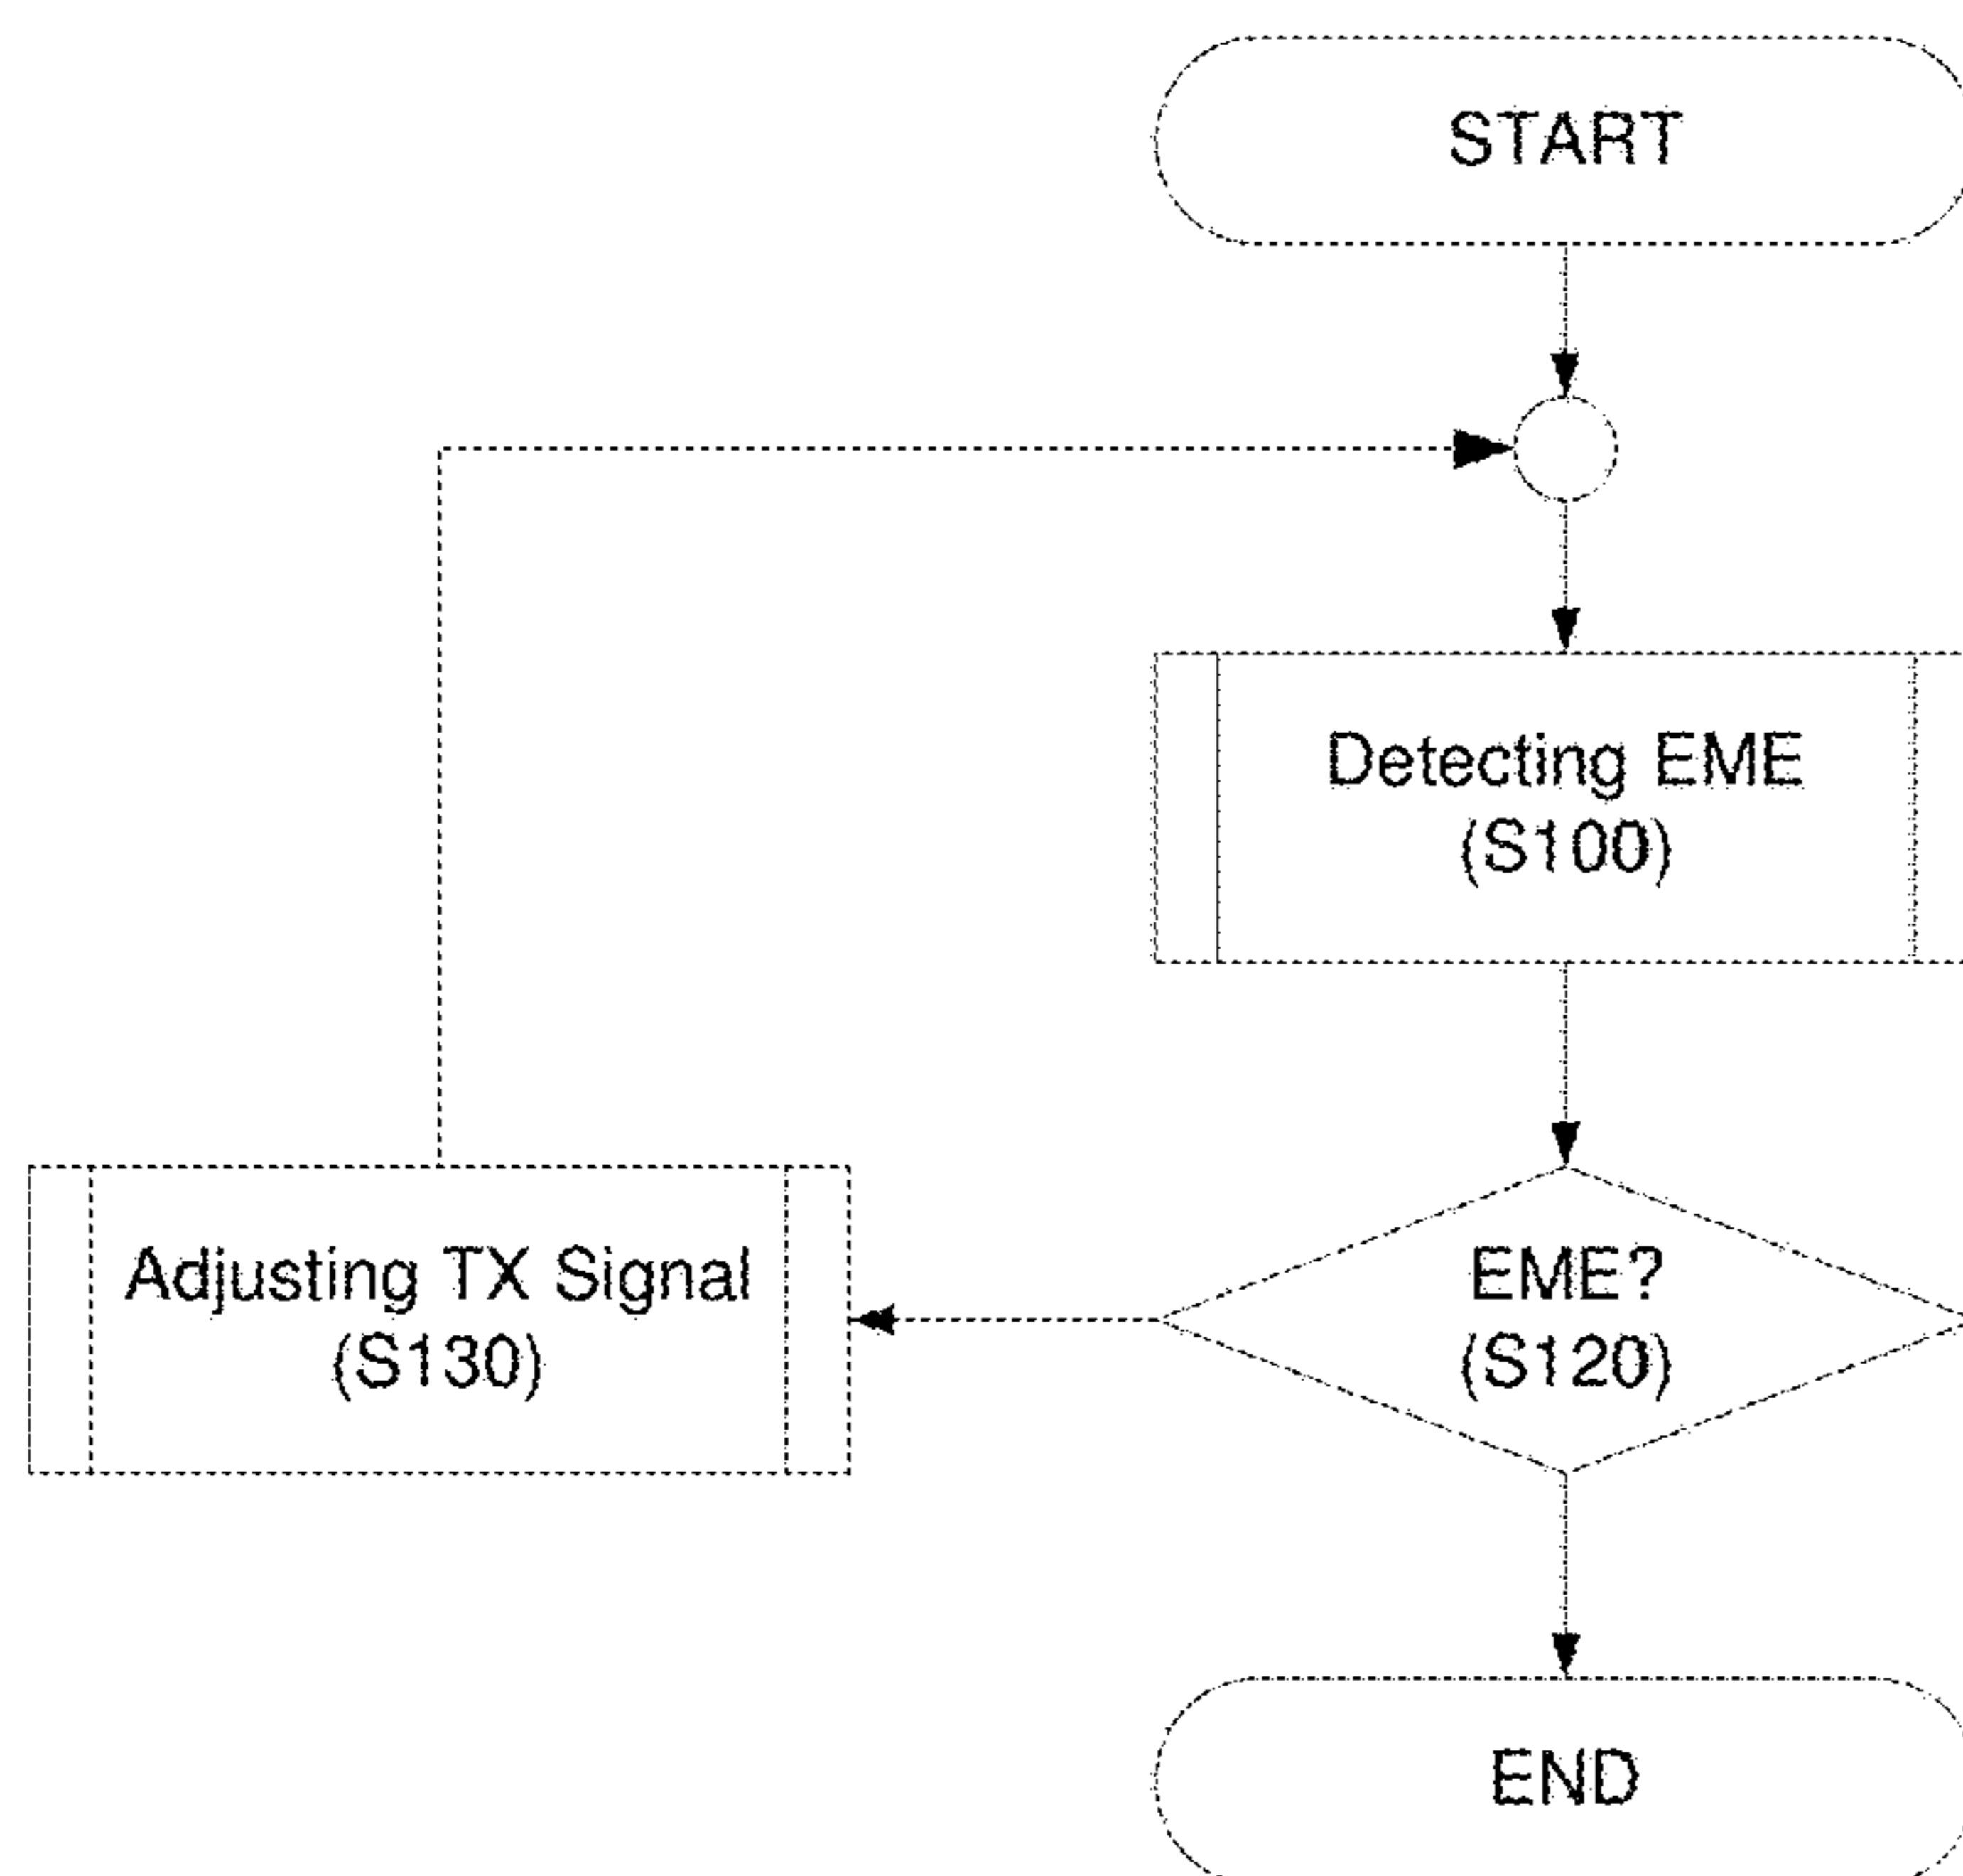 START
Detecting EME
(S100)
EME?
(S120)
Adjusting TX Signal
(S130)
END